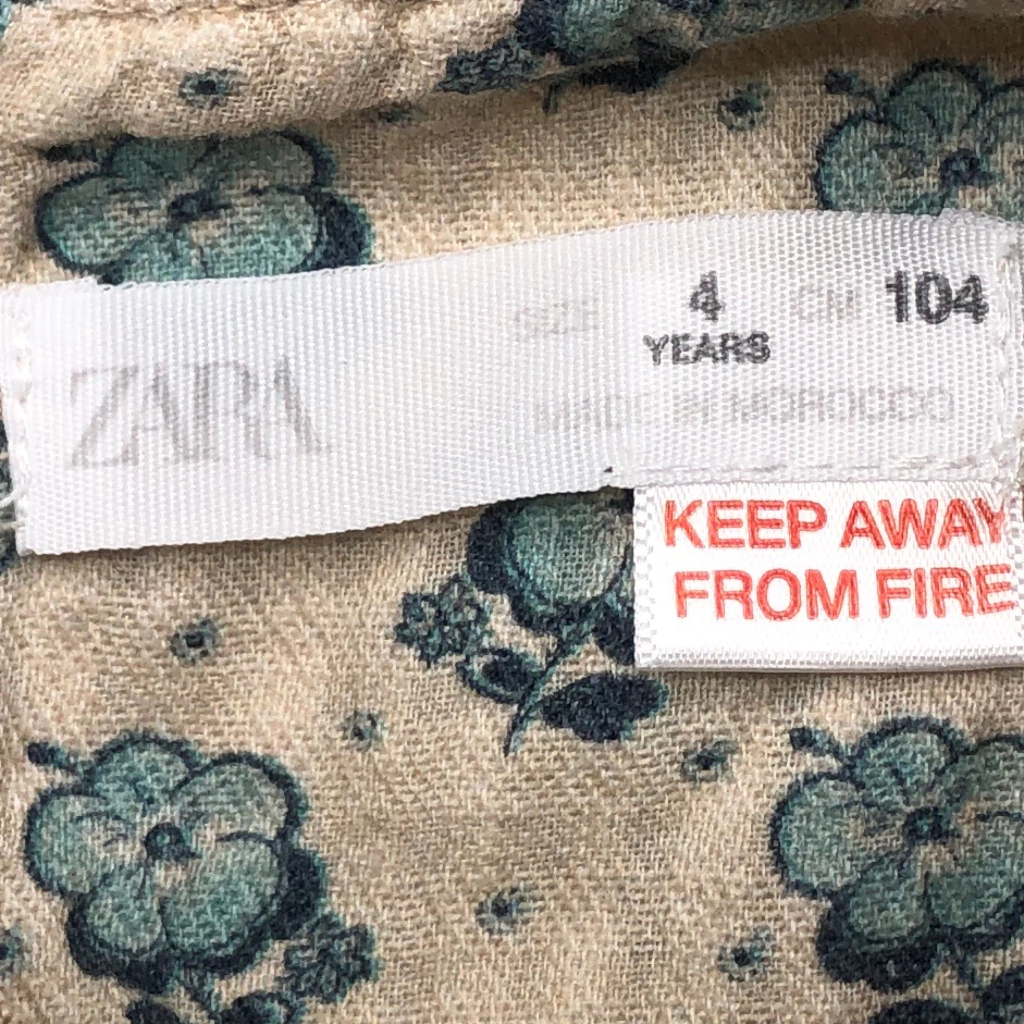 ZARA
SIZE 4 CM 104
YEARS
MADE IN MOROCCO
KEEP AWAY
FROM FIRE